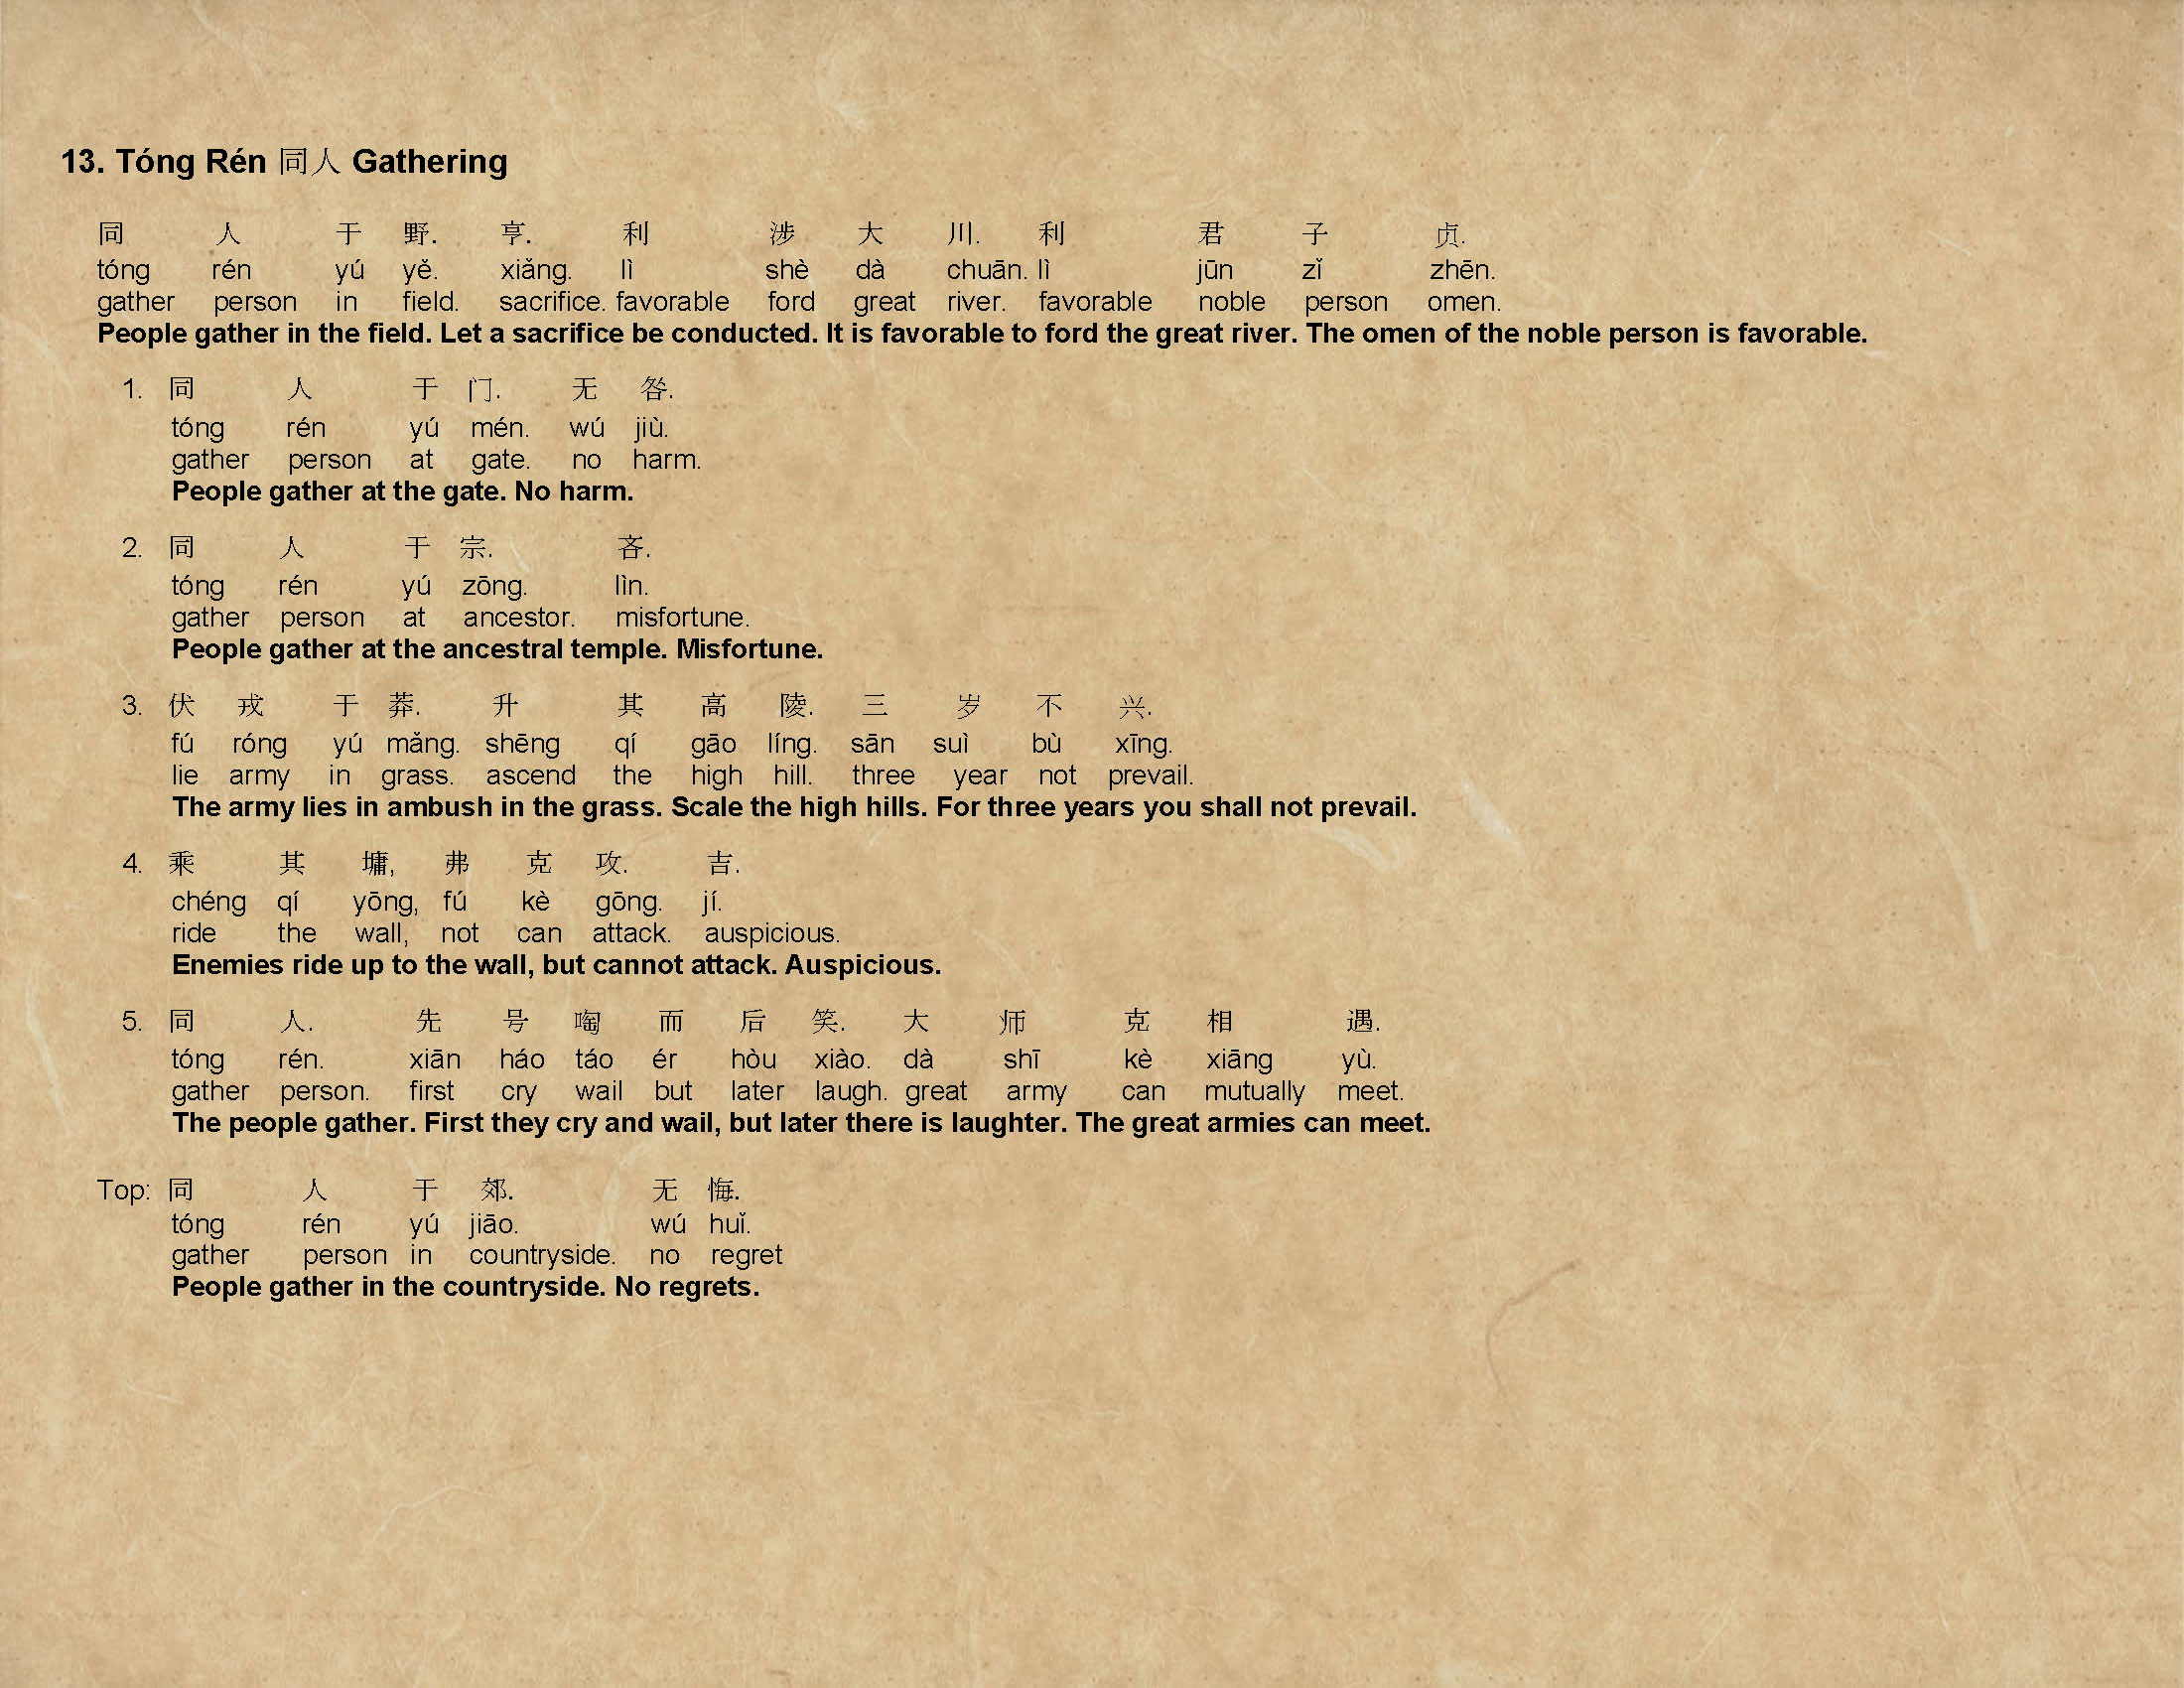 13. Tóng Rén 同人 Gathering
同 人 于 野. 亨. 利 涉 大 川. 利 君 子 贞.
tóng rén yú yě. xiǎng. lì shè dà chuān. lì jūn zǐ zhēn.
gather person in field. sacrifice. favorable ford great river. favorable noble person omen.
People gather in the field. Let a sacrifice be conducted. It is favorable to ford the great river. The omen of the noble person is favorable.
1. 同 人 于 门. 无 咎.
tóng rén yú mén. wú jiù.
gather person at gate. no harm.
People gather at the gate. No harm.
2. 同 人 于 宗. 吝.
tóng rén yú zōng. lìn.
gather person at ancestor. misfortune.
People gather at the ancestral temple. Misfortune.
3. 伏 戎 于 莽. 升 其 高 陵. 三 岁 不 兴.
fú róng yú mǎng. shēng qí gāo líng. sān suì bù xīng.
lie army in grass. ascend the high hill. three year not prevail.
The army lies in ambush in the grass. Scale the high hills. For three years you shall not prevail.
4. 乘 其 墉, 弗 克 攻. 吉.
chéng qí yōng, fú kè gōng. jí.
ride the wall, not can attack. auspicious.
Enemies ride up to the wall, but cannot attack. Auspicious.
5. 同 人. 先 号 啕 而 后 笑. 大 师 克 相 遇.
tóng rén. xiān háo táo ér hòu xiào. dà shī kè xiāng yù.
gather person. first cry wail but later laugh. great army can mutually meet.
The people gather. First they cry and wail, but later there is laughter. The great armies can meet.
Top: 同 人 于 郊. 无 悔.
tóng rén yú jiāo. wú huǐ.
gather person in countryside. no regret
People gather in the countryside. No regrets.